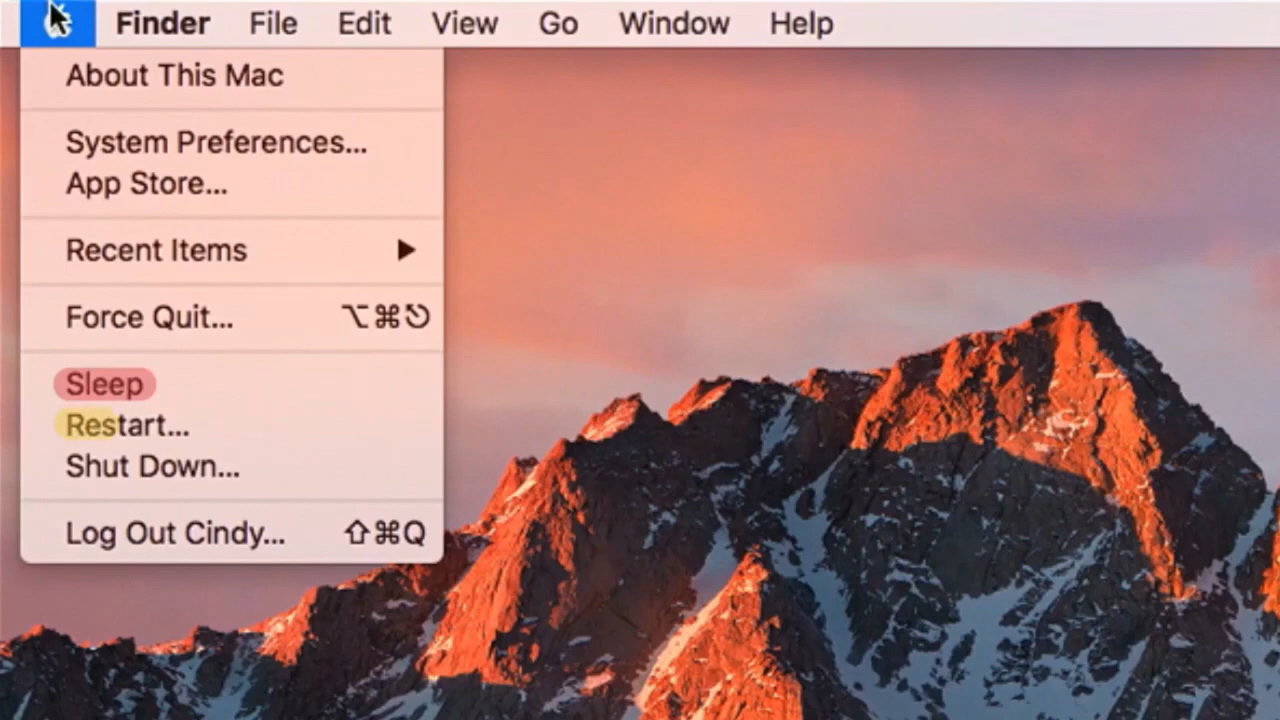 Finder File Edit View Go Window Help
About This Mac
System Preferences...
App Store...
Recent Items
Force Quit... ⌥⌘⎋
Sleep
Restart...
Shut Down...
Log Out Cindy... ⇧⌘Q